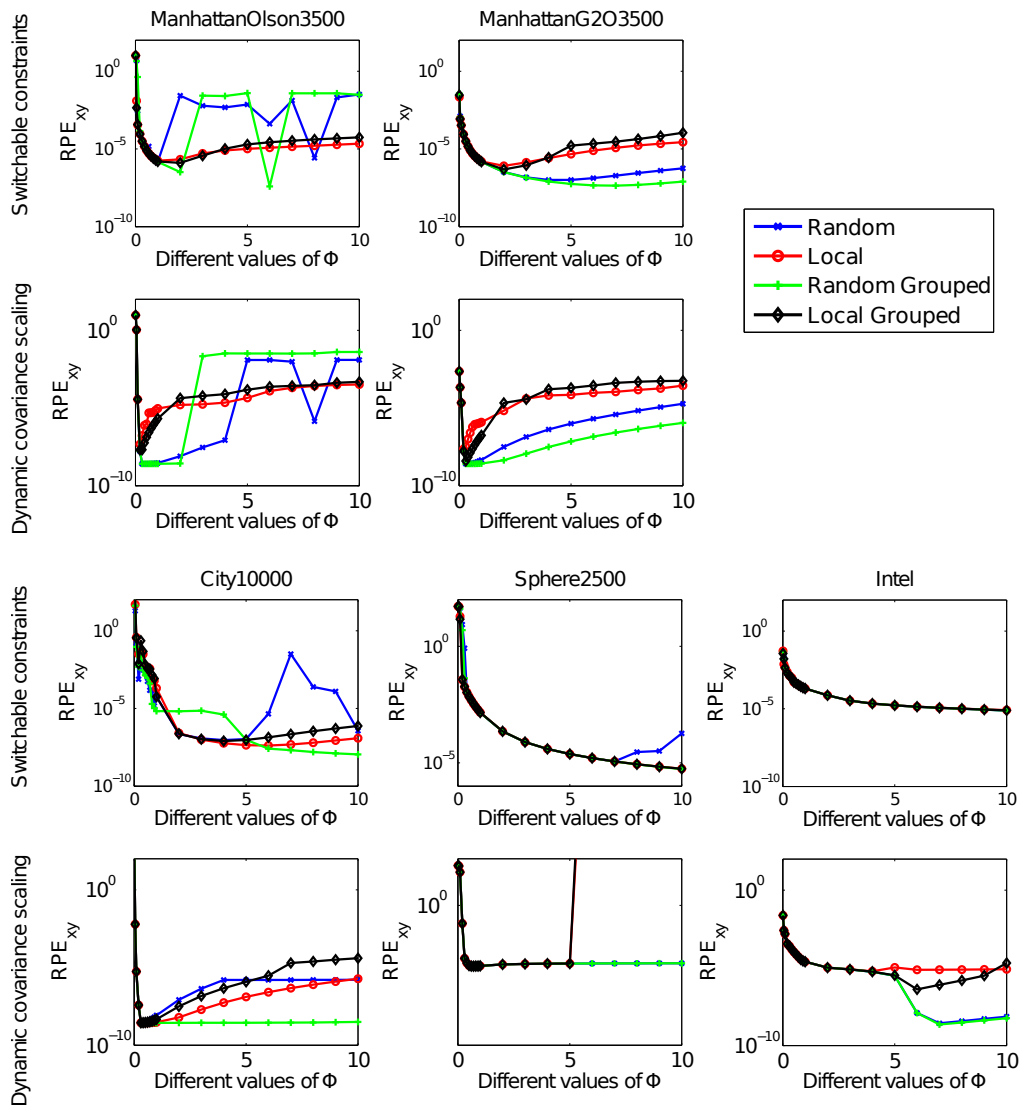 ManhattanOlson3500
ManhattanG2O3500
Switchable constraints
RPE_xy
10^0
10^−5
10^−10
0 5 10
Different values of Φ
RPE_xy
10^0
10^−5
10^−10
0 5 10
Different values of Φ
Random
Local
Random Grouped
Local Grouped
Dynamic covariance scaling
RPE_xy
10^0
10^−10
0 5 10
Different values of Φ
RPE_xy
10^0
10^−10
0 5 10
Different values of Φ
City10000
Sphere2500
Intel
Switchable constraints
RPE_xy
10^0
10^−5
10^−10
0 5 10
Different values of Φ
RPE_xy
10^0
10^−5
0 5 10
Different values of Φ
RPE_xy
10^0
10^−5
10^−10
0 5 10
Different values of Φ
Dynamic covariance scaling
RPE_xy
10^0
10^−10
0 5 10
Different values of Φ
RPE_xy
10^0
0 5 10
Different values of Φ
RPE_xy
10^0
10^−5
10^−10
0 5 10
Different values of Φ